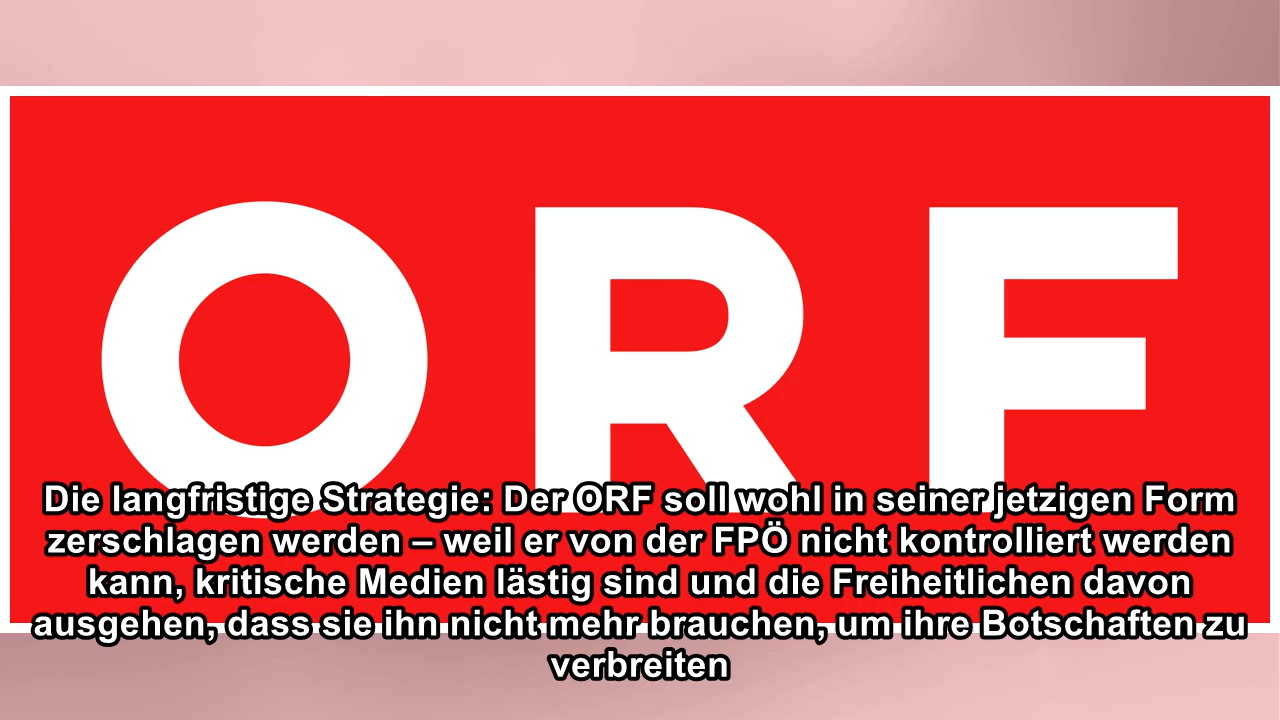 ORF
Die langfristige Strategie: Der ORF soll wohl in seiner jetzigen Form
zerschlagen werden – weil er von der FPÖ nicht kontrolliert werden
kann, kritische Medien lästig sind und die Freiheitlichen davon
ausgehen, dass sie ihn nicht mehr brauchen, um ihre Botschaften zu
verbreiten